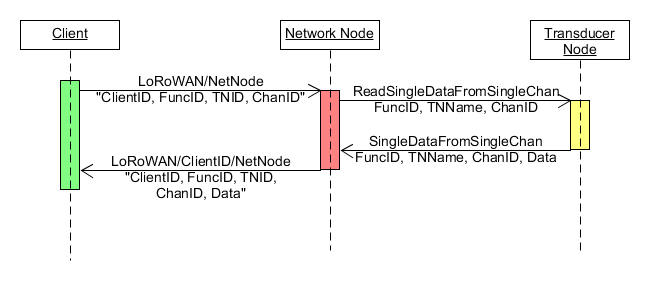 Client
Network Node
Transducer
Node
LoRoWAN/NetNode
"ClientID, FuncID, TNID, ChanID"
ReadSingleDataFromSingleChan
FuncID, TNName, ChanID
SingleDataFromSingleChan
FuncID, TNName, ChanID, Data
LoRoWAN/ClientID/NetNode
"ClientID, FuncID, TNID,
ChanID, Data"